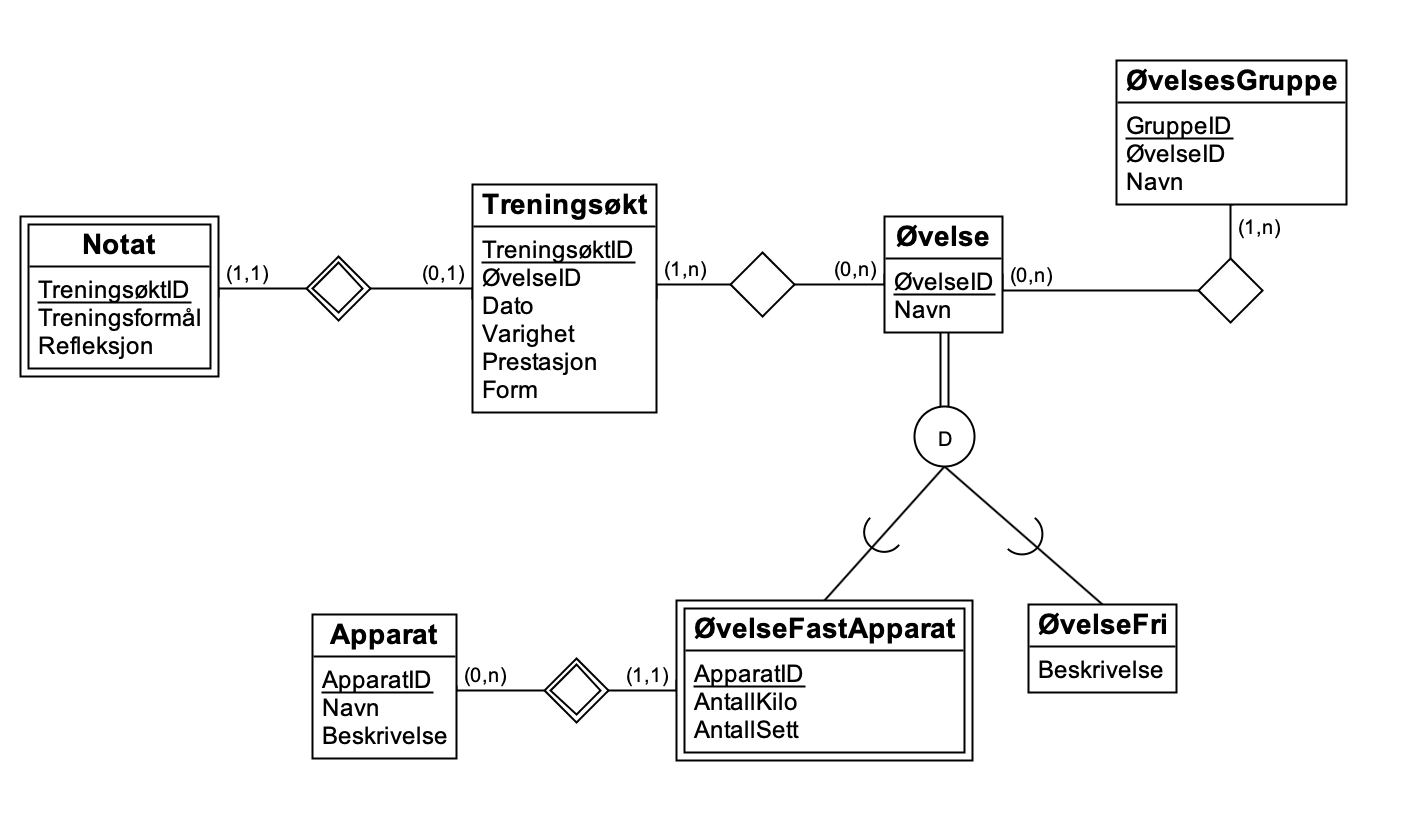 ØvelsesGruppe
GruppeID
ØvelseID
Navn
(1,n)
Notat
TreningsøktID
Treningsformål
Refleksjon
(1,1)
(0,1)
Treningsøkt
TreningsøktID
ØvelseID
Dato
Varighet
Prestasjon
Form
(1,n)
(0,n)
Øvelse
ØvelseID
Navn
(0,n)
D
Apparat
ApparatID
Navn
Beskrivelse
(0,n)
(1,1)
ØvelseFastApparat
ApparatID
AntallKilo
AntallSett
ØvelseFri
Beskrivelse